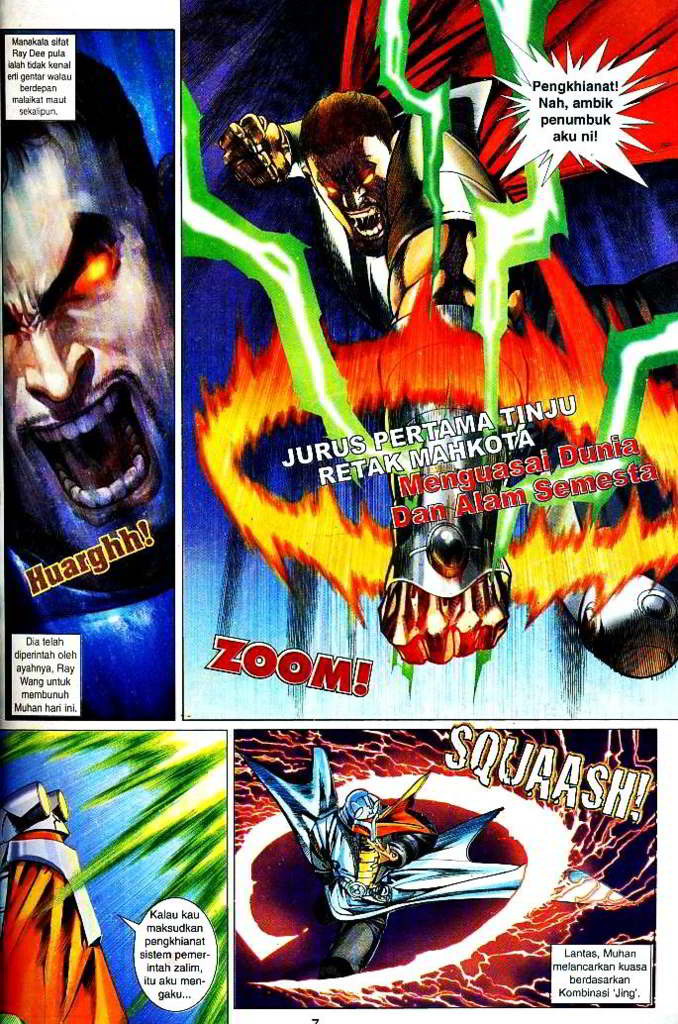 Manakala sifat
Ray Dee pula
ialah tidak kenal
erti gentar walau
berdepan
malaikat maut
sekalipun.
Huarghh!
Dia telah
diperintah oleh
ayahnya, Ray
Wang untuk
membunuh
Muhan hari ini.
Pengkhianat!
Nah, ambik
penumbuk
aku ni!
JURUS PERTAMA TINJU
RETAK MAHKOTA
Menguasai Dunia
Dan Alam Semesta
ZOOM!
Kalau kau
maksudkan
pengkhianat
sistem pemer-
intah zalim,
itu aku men-
gaku...
SQUAASH!
Lantas, Muhan
melancarkan kuasa
berdasarkan
Kombinasi 'Jing'.
7